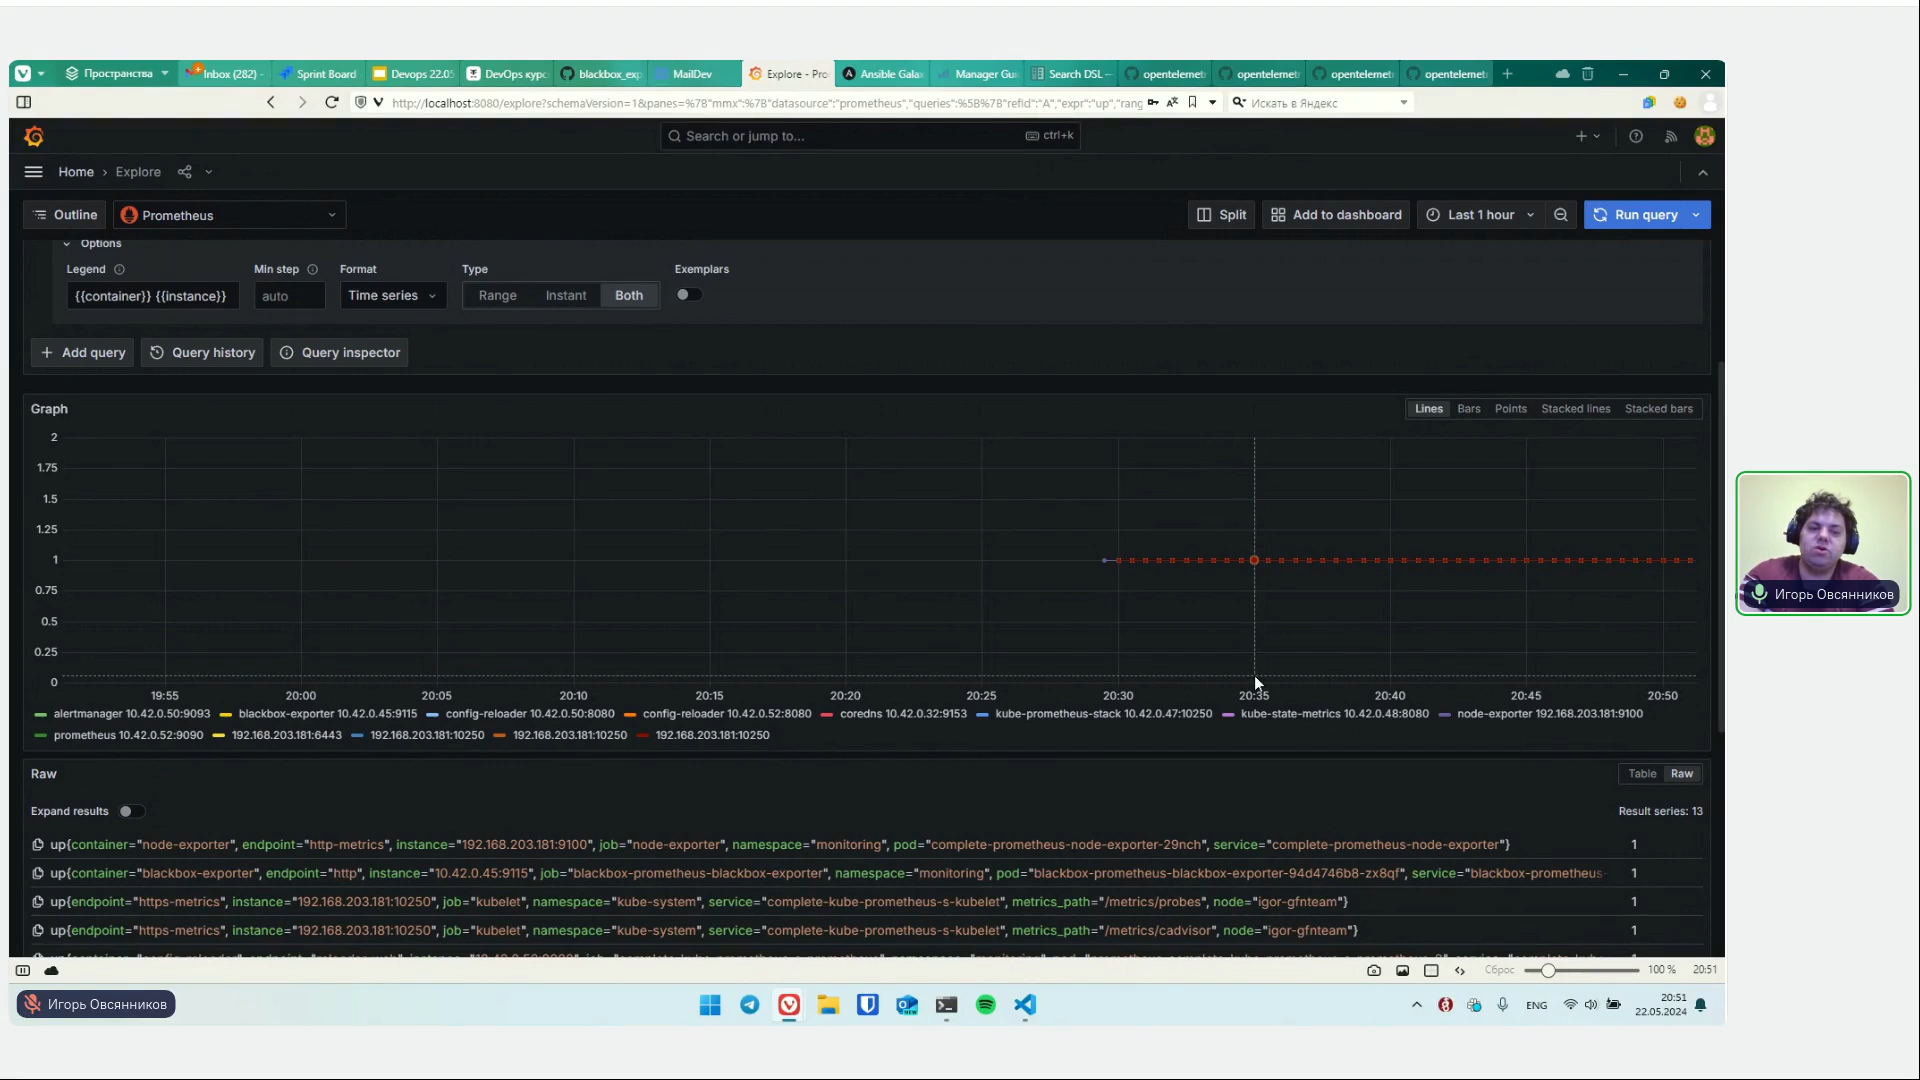 Пространства
Inbox (282) -
Sprint Board
Devops 22.05
DevOps курс
blackbox_exp
MailDev
Explore - Pro
Ansible Gala
Manager Gui
Search DSL –
opentelemet
opentelemet
opentelemet
opentelemet
http://localhost:8080/explore?schemaVersion=1&panes=%7B"mmx":%7B"datasource":"prometheus","queries":%5B%7B"refId":"A","expr":"up","rang
Искать в Яндекс
Search or jump to...
ctrl+k
Home › Explore
Outline
Prometheus
Split
Add to dashboard
Last 1 hour
Run query
Options
Legend
Min step
Format
Type
Exemplars
{{container}} {{instance}}
auto
Time series
Range
Instant
Both
+ Add query
Query history
Query inspector
Graph
Lines
Bars
Points
Stacked lines
Stacked bars
2
1.75
1.5
1.25
1
0.75
0.5
0.25
0
19:55 20:00 20:05 20:10 20:15 20:20 20:25 20:30 20:35 20:40 20:45 20:50
alertmanager 10.42.0.50:9093 blackbox-exporter 10.42.0.45:9115 config-reloader 10.42.0.50:8080 config-reloader 10.42.0.52:8080 coredns 10.42.0.32:9153 kube-prometheus-stack 10.42.0.47:10250 kube-state-metrics 10.42.0.48:8080 node-exporter 192.168.203.181:9100
prometheus 10.42.0.52:9090 192.168.203.181:6443 192.168.203.181:10250 192.168.203.181:10250 192.168.203.181:10250
Raw
Table
Raw
Expand results
Result series: 13
up{container="node-exporter", endpoint="http-metrics", instance="192.168.203.181:9100", job="node-exporter", namespace="monitoring", pod="complete-prometheus-node-exporter-29nch", service="complete-prometheus-node-exporter"} 1
up{container="blackbox-exporter", endpoint="http", instance="10.42.0.45:9115", job="blackbox-prometheus-blackbox-exporter", namespace="monitoring", pod="blackbox-prometheus-blackbox-exporter-94d4746b8-zx8qf", service="blackbox-prometheus- 1
up{endpoint="https-metrics", instance="192.168.203.181:10250", job="kubelet", namespace="kube-system", service="complete-kube-prometheus-s-kubelet", metrics_path="/metrics/probes", node="igor-gfnteam"} 1
up{endpoint="https-metrics", instance="192.168.203.181:10250", job="kubelet", namespace="kube-system", service="complete-kube-prometheus-s-kubelet", metrics_path="/metrics/cadvisor", node="igor-gfnteam"} 1
Сброс
100 %
20:51
Игорь Овсянников
ENG
20:51
22.05.2024
Игорь Овсянников